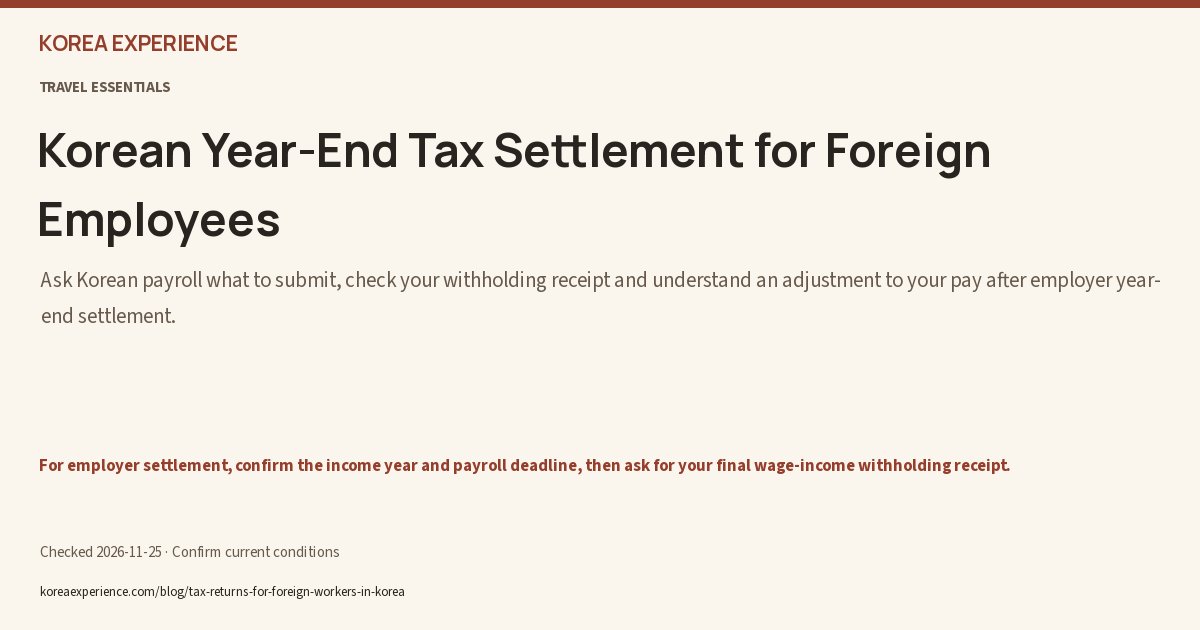 KOREA EXPERIENCE
TRAVEL ESSENTIALS
Korean Year-End Tax Settlement for Foreign
Employees
Ask Korean payroll what to submit, check your withholding receipt and understand an adjustment to your pay after employer year-
end settlement.
For employer settlement, confirm the income year and payroll deadline, then ask for your final wage-income withholding receipt.
Checked 2026-11-25 · Confirm current conditions
koreaexperience.com/blog/tax-returns-for-foreign-workers-in-korea